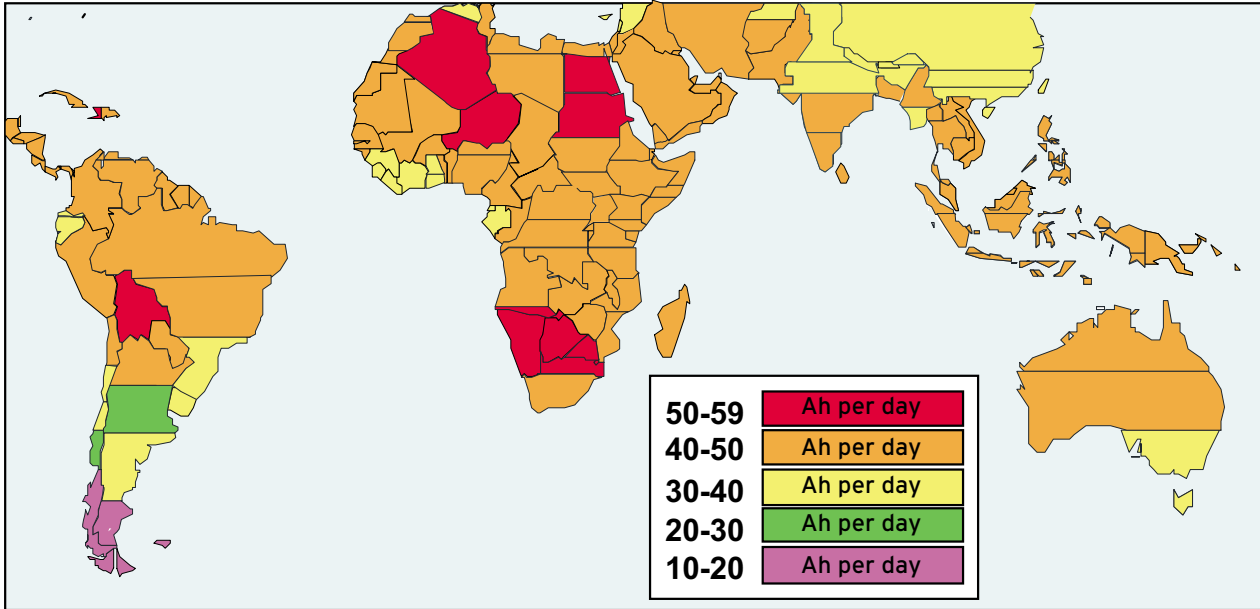 50-59 Ah per day
40-50 Ah per day
30-40 Ah per day
20-30 Ah per day
10-20 Ah per day